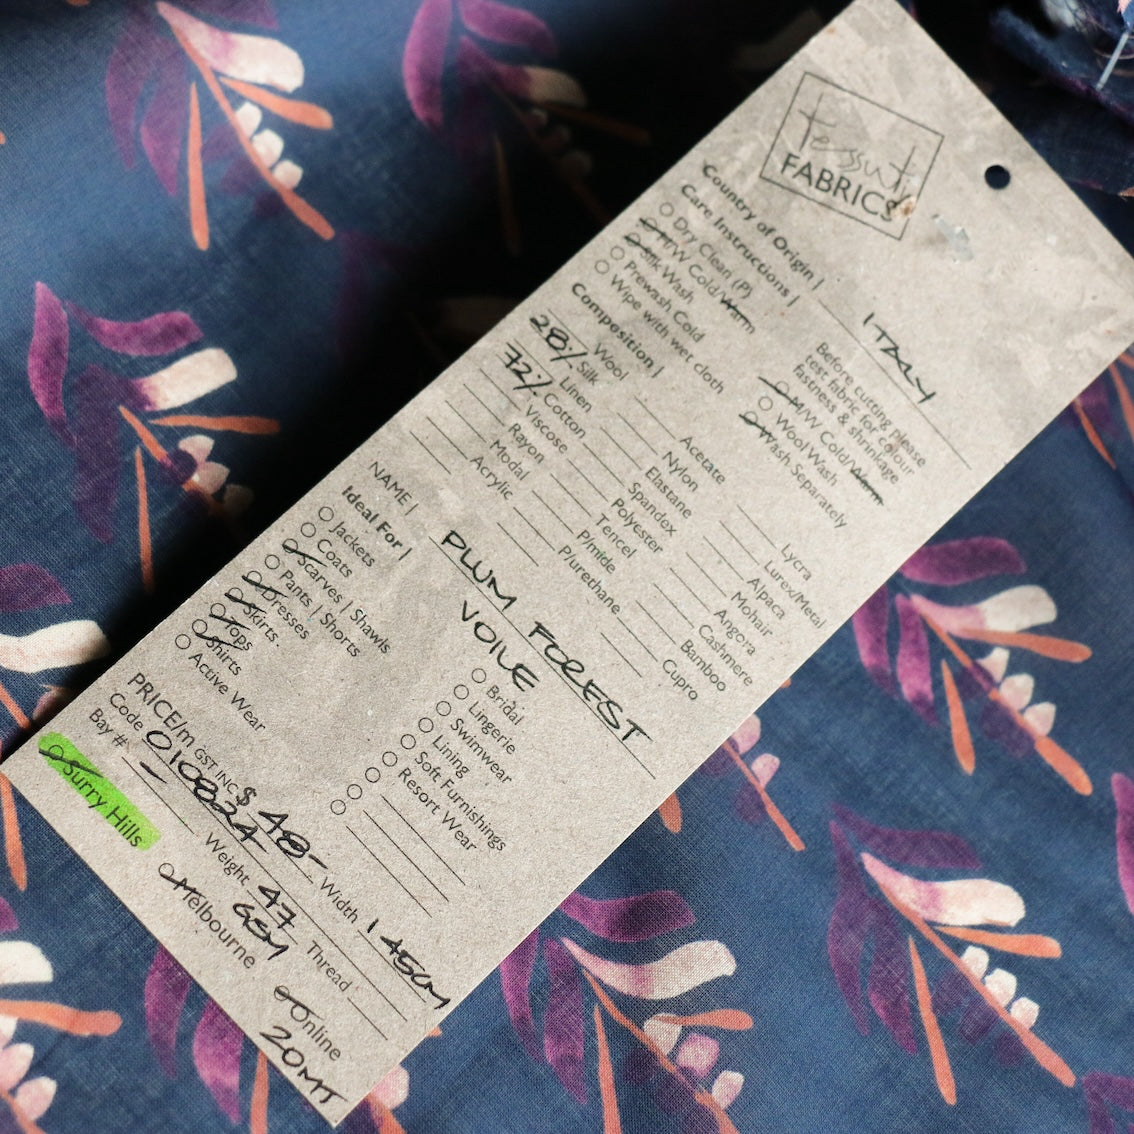 tessuti
FABRICS
Country of Origin | ITALY
Care Instructions |
Dry Clean (P)
M/W Cold/Warm
Silk Wash
Prewash Cold
Wipe with wet cloth
Before cutting please
test fabric for colour
fastness & shrinkage
M/W Cold/Warm
Wool Wash
Wash Separately
Composition |
Wool
28% Silk
Linen
72% Cotton
Viscose
Rayon
Modal
Acrylic
Acetate
Nylon
Elastane
Spandex
Polyester
Tencel
P/mide
P/urethane
Lycra
Lurex/Metal
Alpaca
Mohair
Angora
Cashmere
Bamboo
Cupro
NAME | PLUM FOREST
VOILE
Ideal For |
Jackets
Coats
Scarves | Shawls
Pants | Shorts
Dresses
Skirts
Tops
Shirts
Active Wear
Bridal
Lingerie
Swimwear
Lining
Soft Furnishings
Resort Wear
PRICE/m GST INC $48- Width 145cm
Code 010824 Weight 47 GSM Thread
Bay # -
Surry Hills
Melbourne
Online
20MT